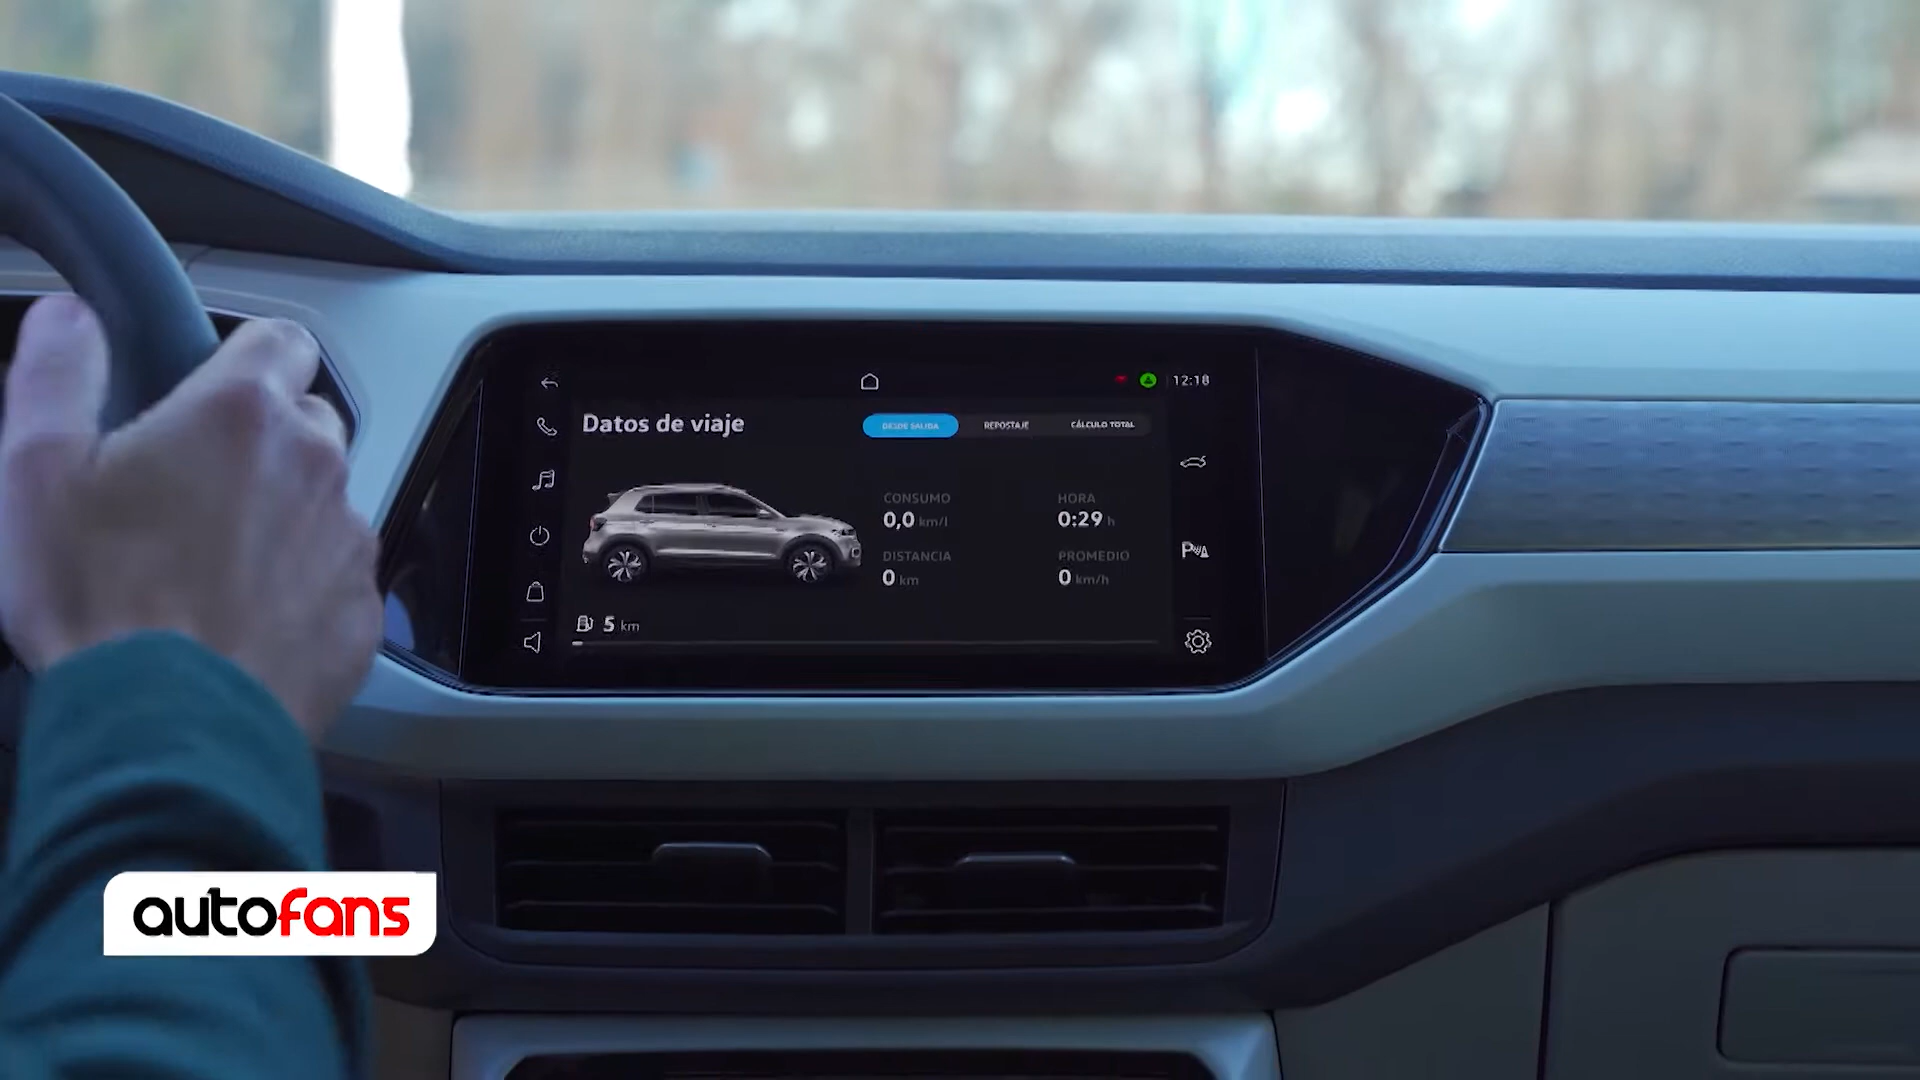 12:18
Datos de viaje
DESDE SALIDA REPOSTAJE CÁLCULO TOTAL
CONSUMO HORA
0,0 km/l 0:29 h
DISTANCIA PROMEDIO
0 km 0 km/h
5 km
autofans